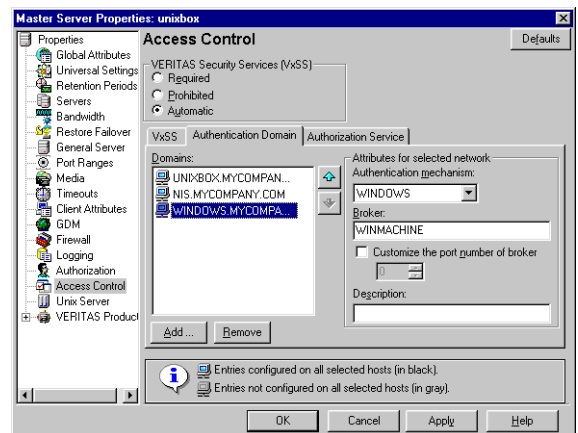 Master Server Properties: unixbox
Properties
Global Attributes
Universal Settings
Retention Periods
Servers
Bandwidth
Restore Failover
General Server
Port Ranges
Media
Timeouts
Client Attributes
GDM
Firewall
Logging
Authorization
Access Control
Unix Server
VERITAS Product
Access Control
Defaults
VERITAS Security Services (VxSS)
Required
Prohibited
Automatic
VxSS Authentication Domain Authorization Service
Domains:
UNIXBOX.MYCOMPAN...
NIS.MYCOMPANY.COM
WINDOWS.MYCOMPA...
Add ... Remove
Attributes for selected network
Authentication mechanism:
WINDOWS
Broker:
WINMACHINE
Customize the port number of broker
0
Description:
Entries configured on all selected hosts (in black).
Entries not configured on all selected hosts (in gray).
OK Cancel Apply Help